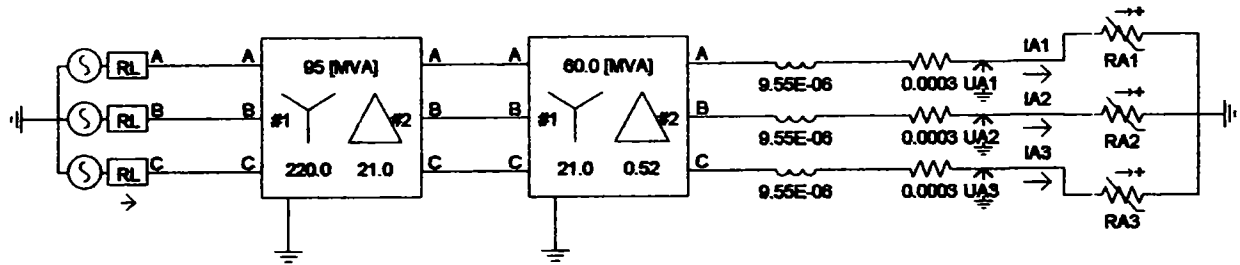 RL A A 95 [MVA] A A 60.0 [MVA] A 9.55E-06 0.0003 UA1 IA1 RA1
RL B B #1 #2 B B #1 #2 B 9.55E-06 0.0003 UA2 IA2 RA2
RL C C 220.0 21.0 C C 21.0 0.52 C 9.55E-06 0.0003 UA3 IA3 RA3